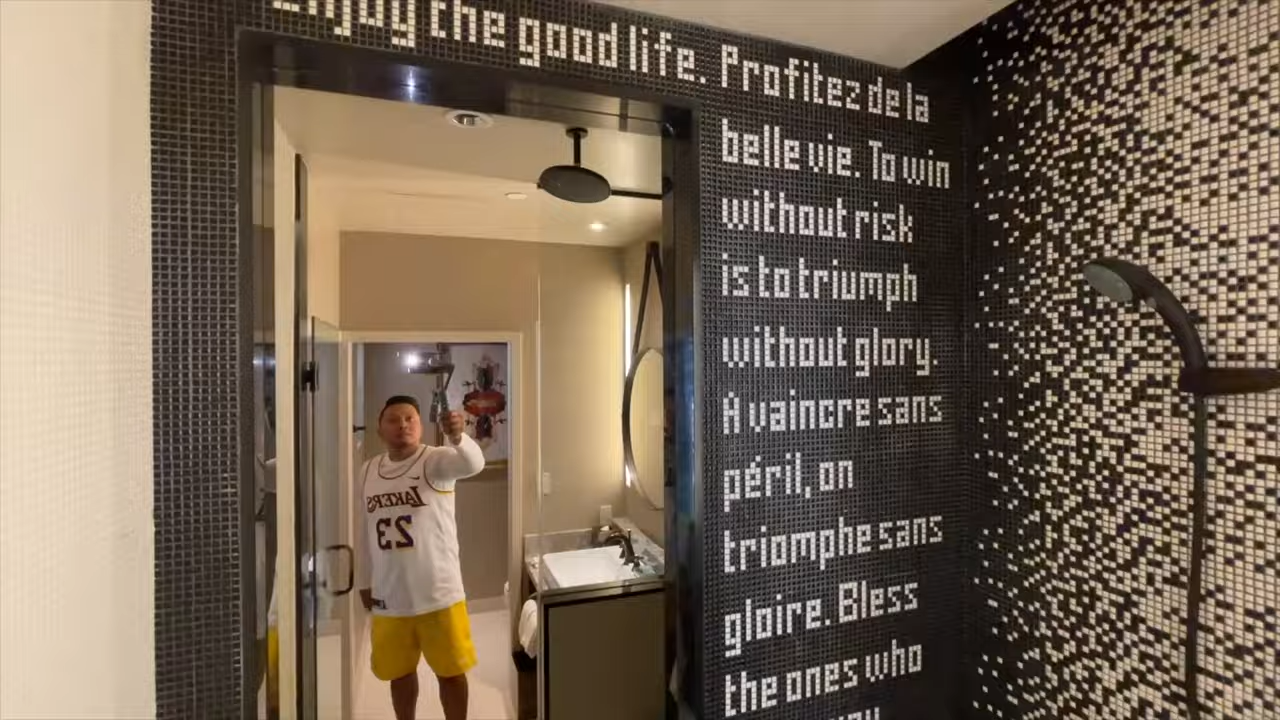 Enjoy the good life. Profitez de la
belle vie. To win
without risk
is to triumph
without glory.
A vaincre sans
péril, on
triomphe sans
gloire. Bless
the ones who
LAKERS
23